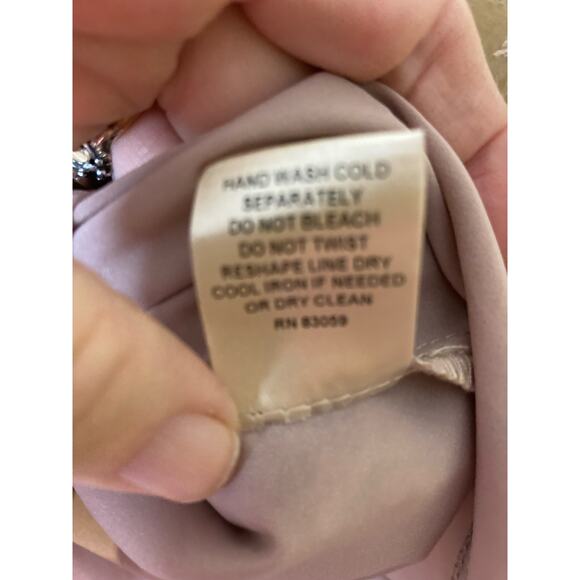 HAND WASH COLD
SEPARATELY
DO NOT BLEACH
DO NOT TWIST
RESHAPE LINE DRY
COOL IRON IF NEEDED
OR DRY CLEAN
RN 83059